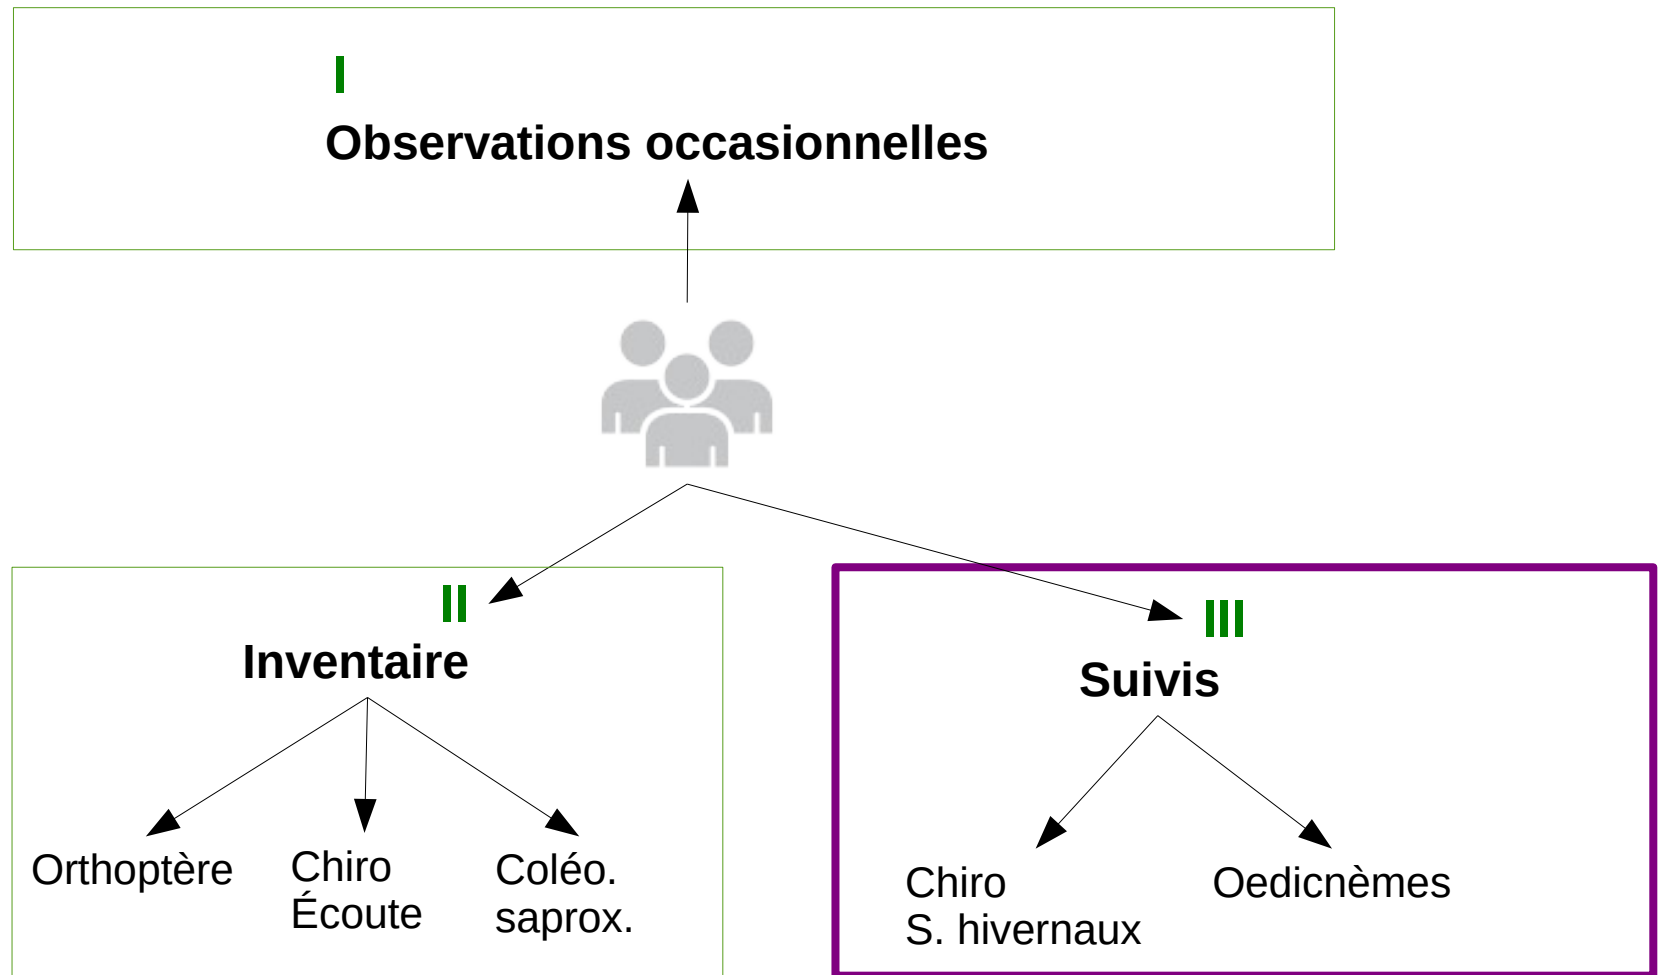 I
Observations occasionnelles
II
Inventaire
Orthoptère
Chiro
Écoute
Coléo.
saprox.
III
Suivis
Chiro
S. hivernaux
Oedicnèmes